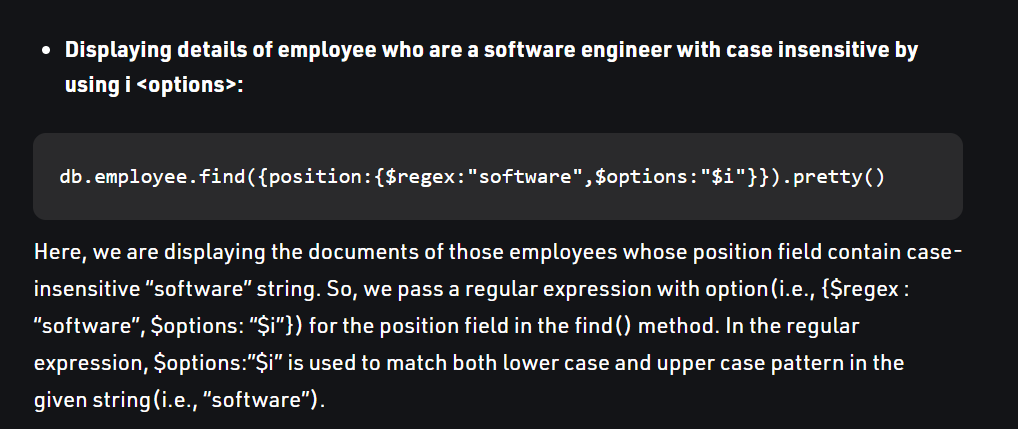 • Displaying details of employee who are a software engineer with case insensitive by
using i <options>:
db.employee.find({position:{$regex:"software",$options:"$i"}}).pretty()
Here, we are displaying the documents of those employees whose position field contain case-
insensitive “software” string. So, we pass a regular expression with option(i.e., {$regex :
“software”, $options: “$i”}) for the position field in the find() method. In the regular
expression, $options:”$i” is used to match both lower case and upper case pattern in the
given string(i.e., “software”).